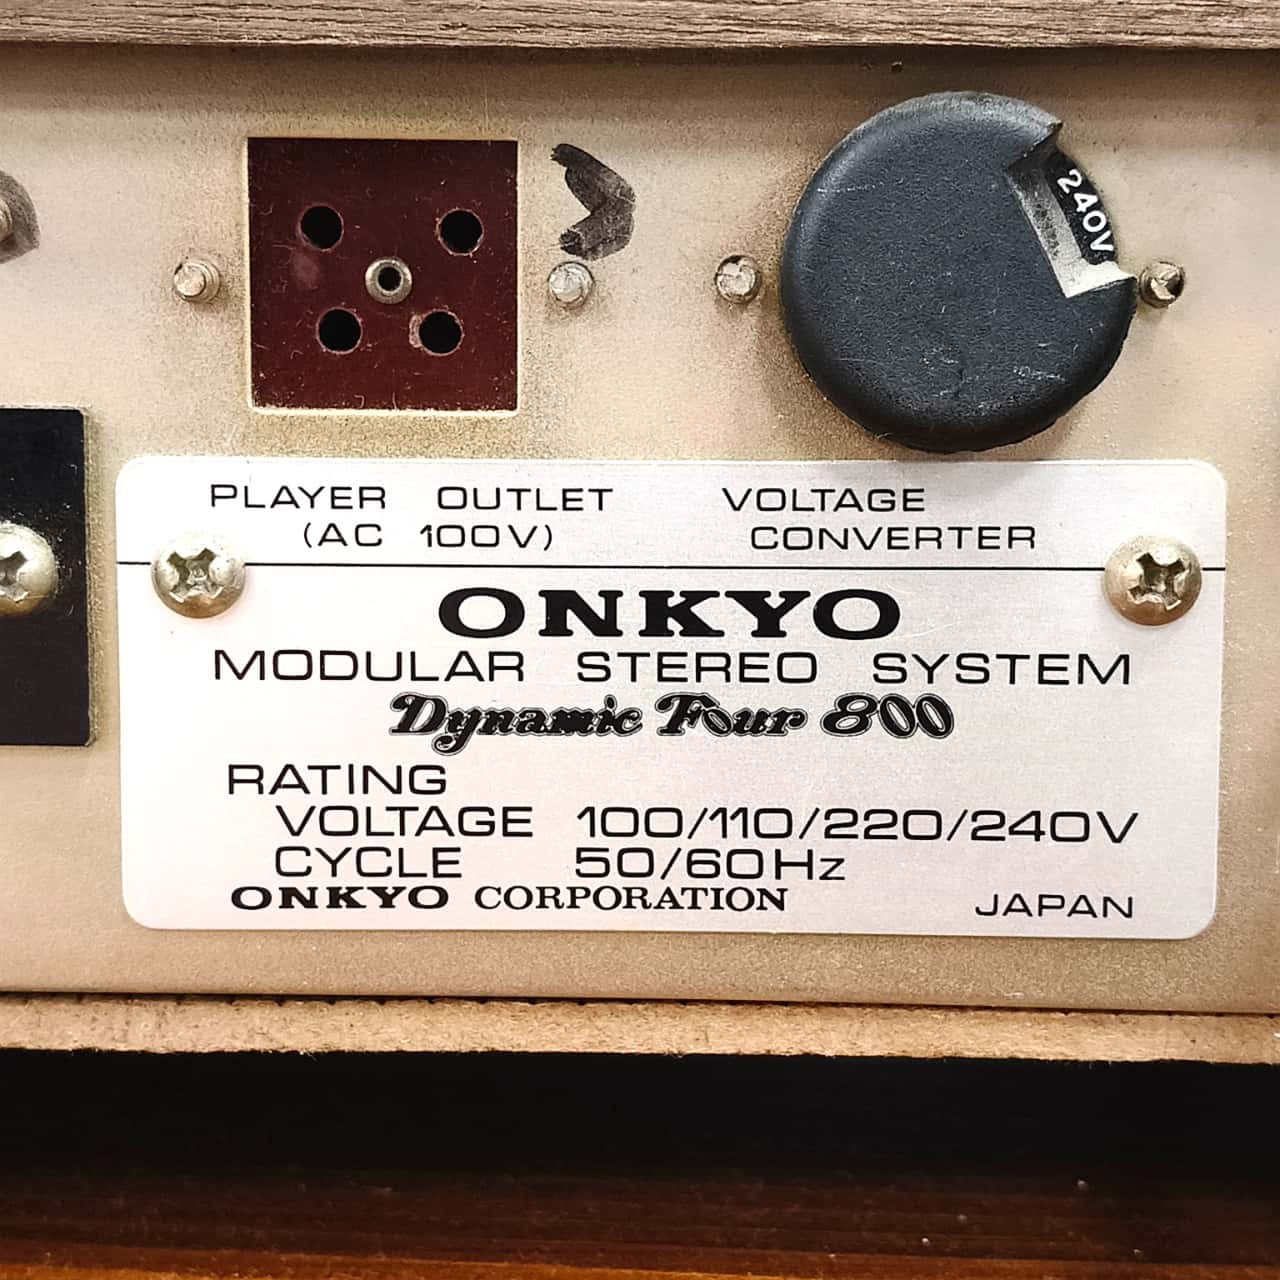 240V
PLAYER OUTLET
(AC 100V)
VOLTAGE
CONVERTER
ONKYO
MODULAR STEREO SYSTEM
Dynamic Four 800
RATING
VOLTAGE 100/110/220/240V
CYCLE 50/60Hz
ONKYO CORPORATION
JAPAN